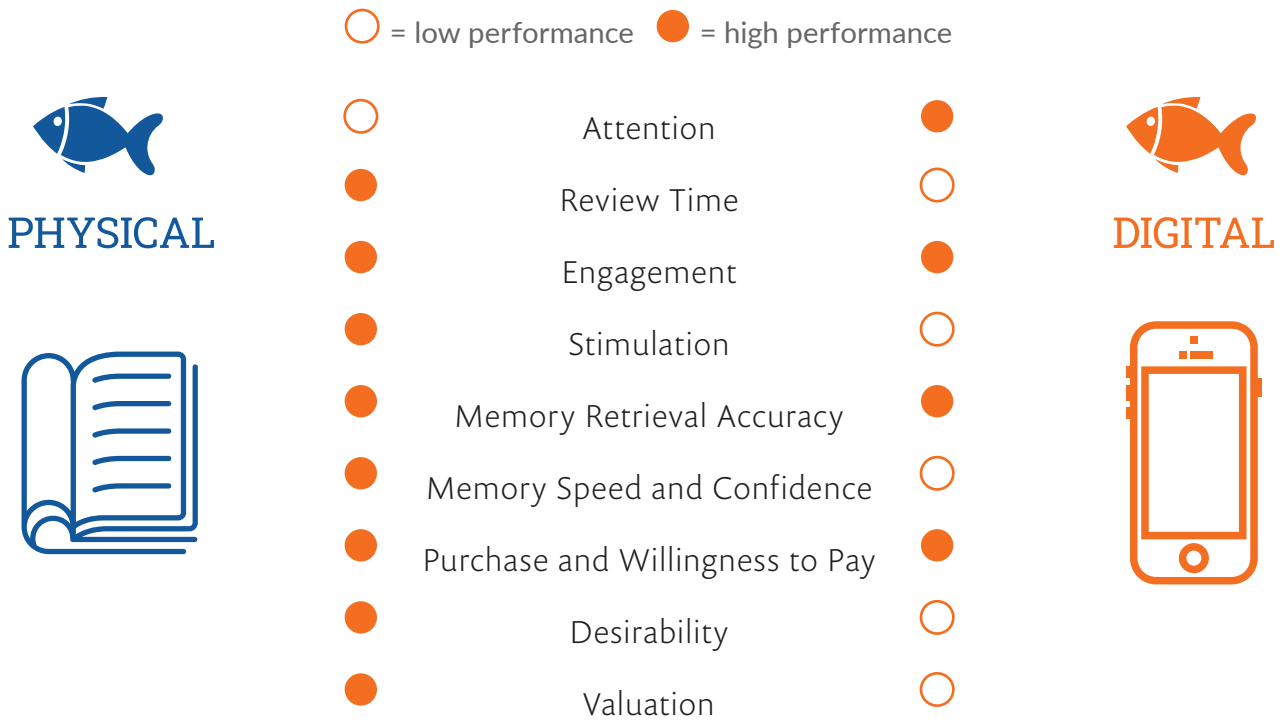 = low performance = high performance
Attention
Review Time
PHYSICAL
DIGITAL
Engagement
Stimulation
Memory Retrieval Accuracy
Memory Speed and Confidence
Purchase and Willingness to Pay
Desirability
Valuation